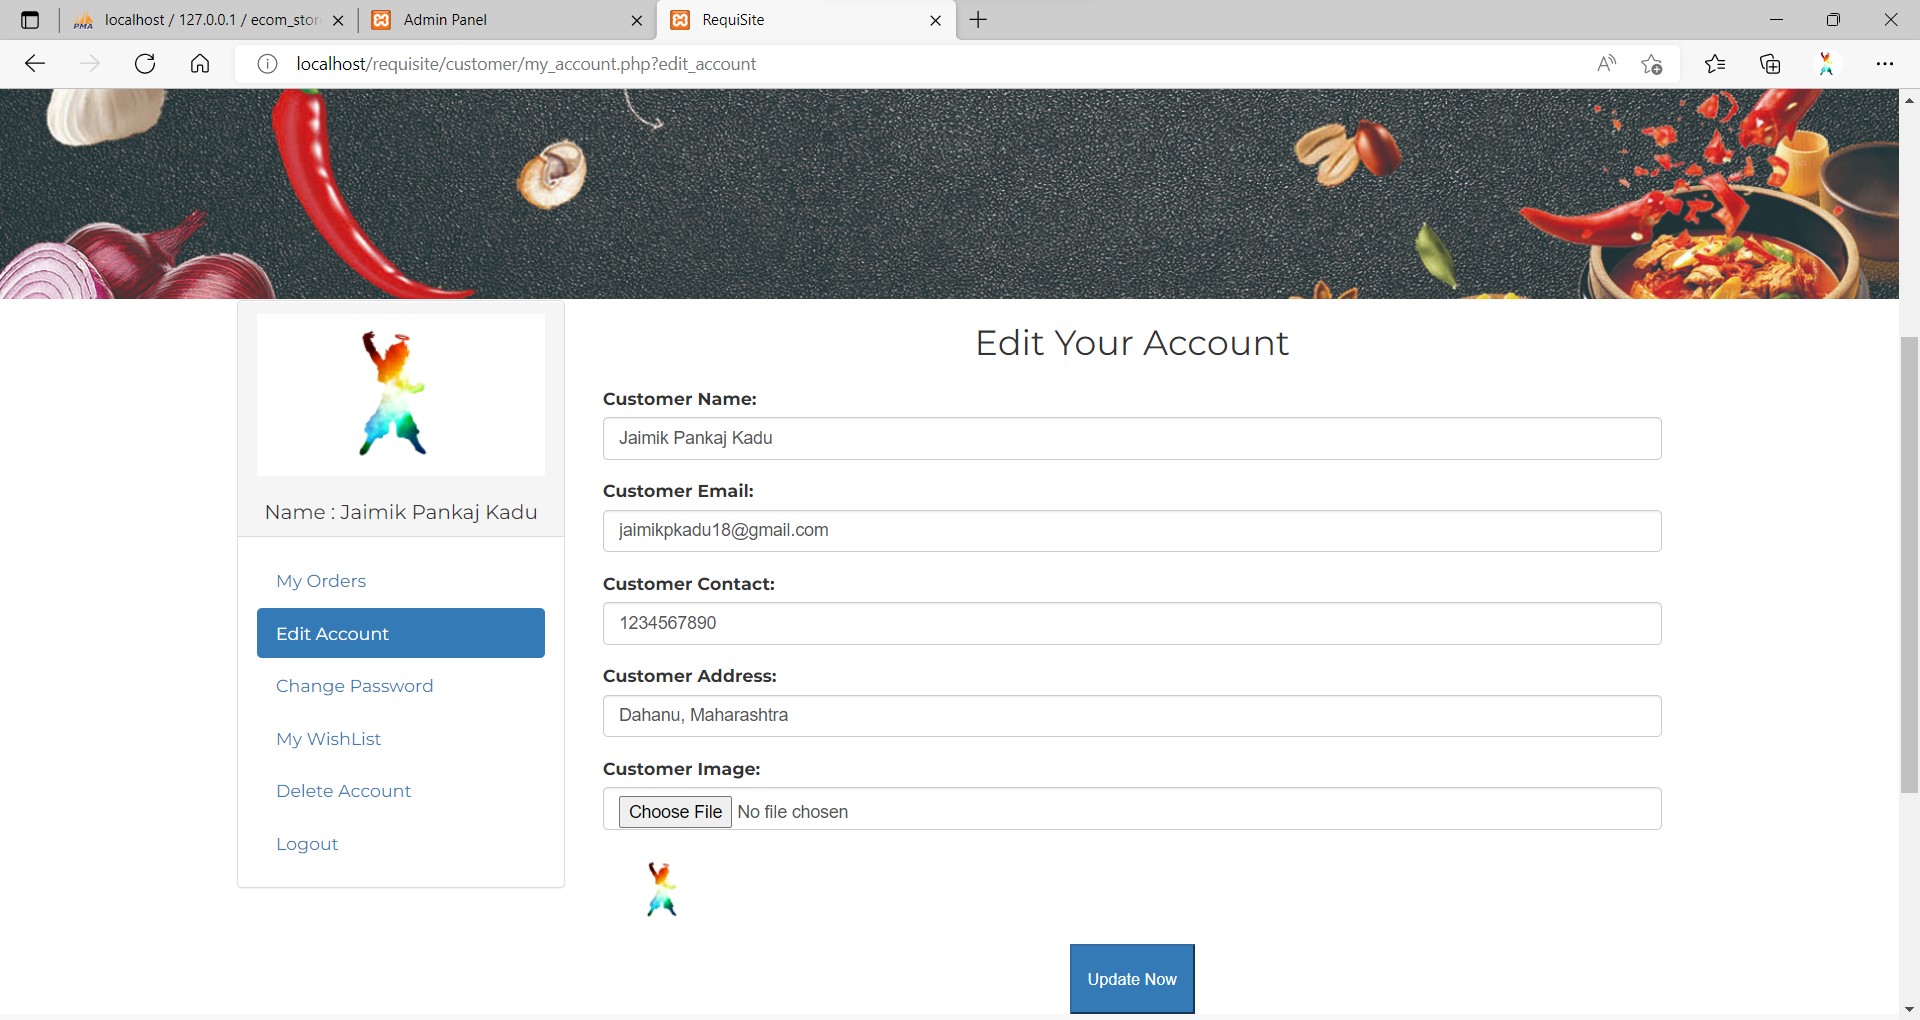 PMA localhost / 127.0.0.1 / ecom_stor
Admin Panel
RequiSite
localhost/requisite/customer/my_account.php?edit_account
Name : Jaimik Pankaj Kadu
My Orders
Edit Account
Change Password
My WishList
Delete Account
Logout
Edit Your Account
Customer Name:
Jaimik Pankaj Kadu
Customer Email:
jaimikpkadu18@gmail.com
Customer Contact:
1234567890
Customer Address:
Dahanu, Maharashtra
Customer Image:
Choose File No file chosen
Update Now